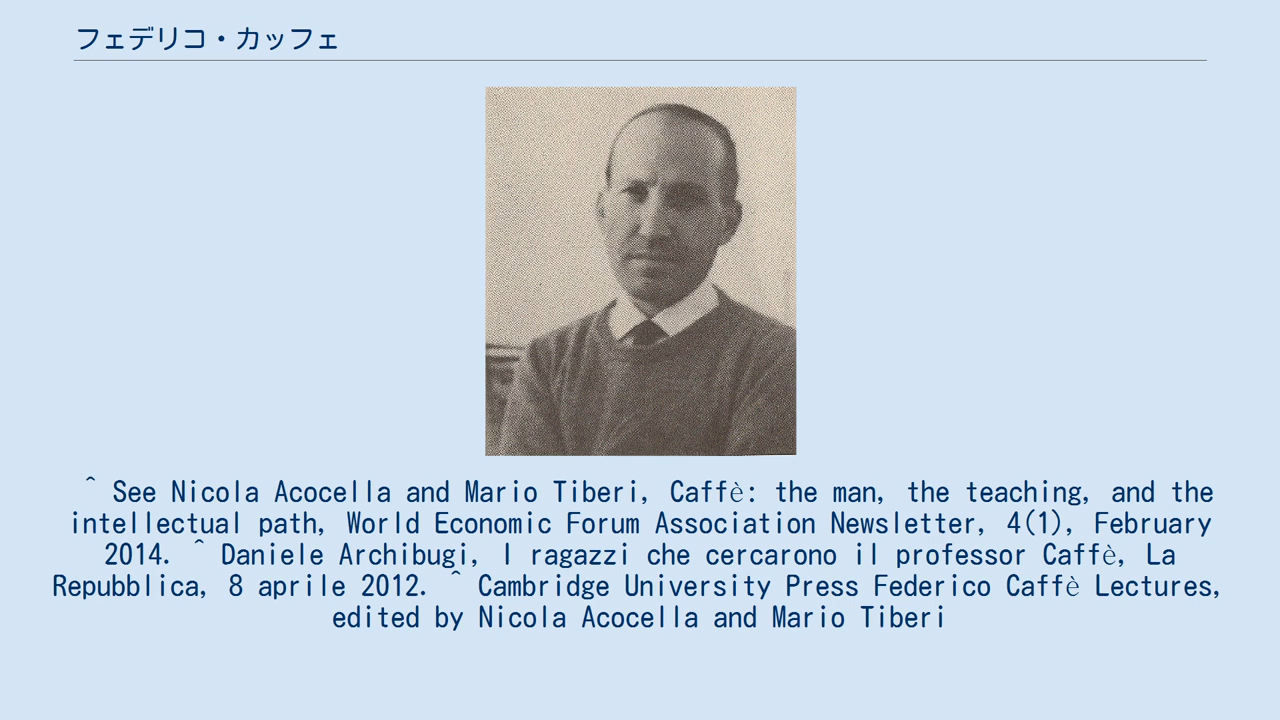 フェデリコ・カッフェ
^ See Nicola Acocella and Mario Tiberi, Caffè: the man, the teaching, and the
intellectual path, World Economic Forum Association Newsletter, 4(1), February
2014. ^ Daniele Archibugi, I ragazzi che cercarono il professor Caffè, La
Repubblica, 8 aprile 2012. ^ Cambridge University Press Federico Caffè Lectures,
edited by Nicola Acocella and Mario Tiberi